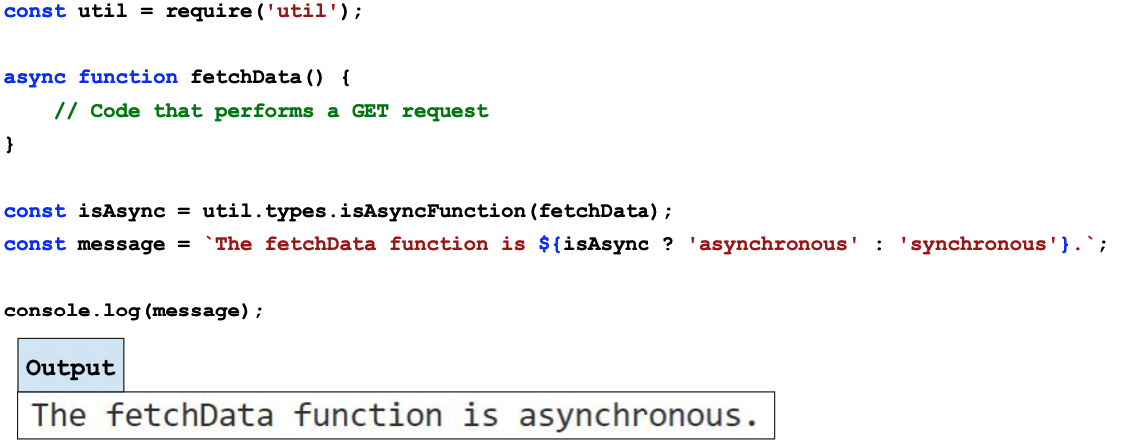 const util = require('util');
async function fetchData() {
    // Code that performs a GET request
}
const isAsync = util.types.isAsyncFunction(fetchData);
const message = `The fetchData function is ${isAsync ? 'asynchronous' : 'synchronous'}.`;
console.log(message);
Output
The fetchData function is asynchronous.